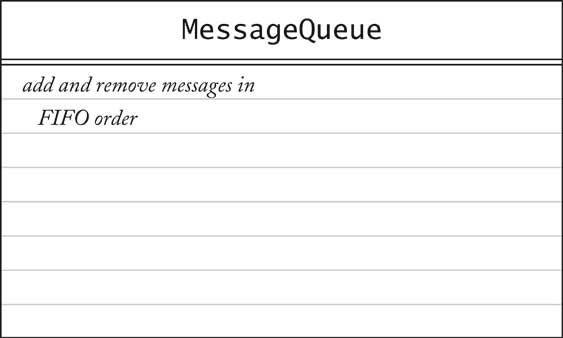 MessageQueue
add and remove messages in
FIFO order